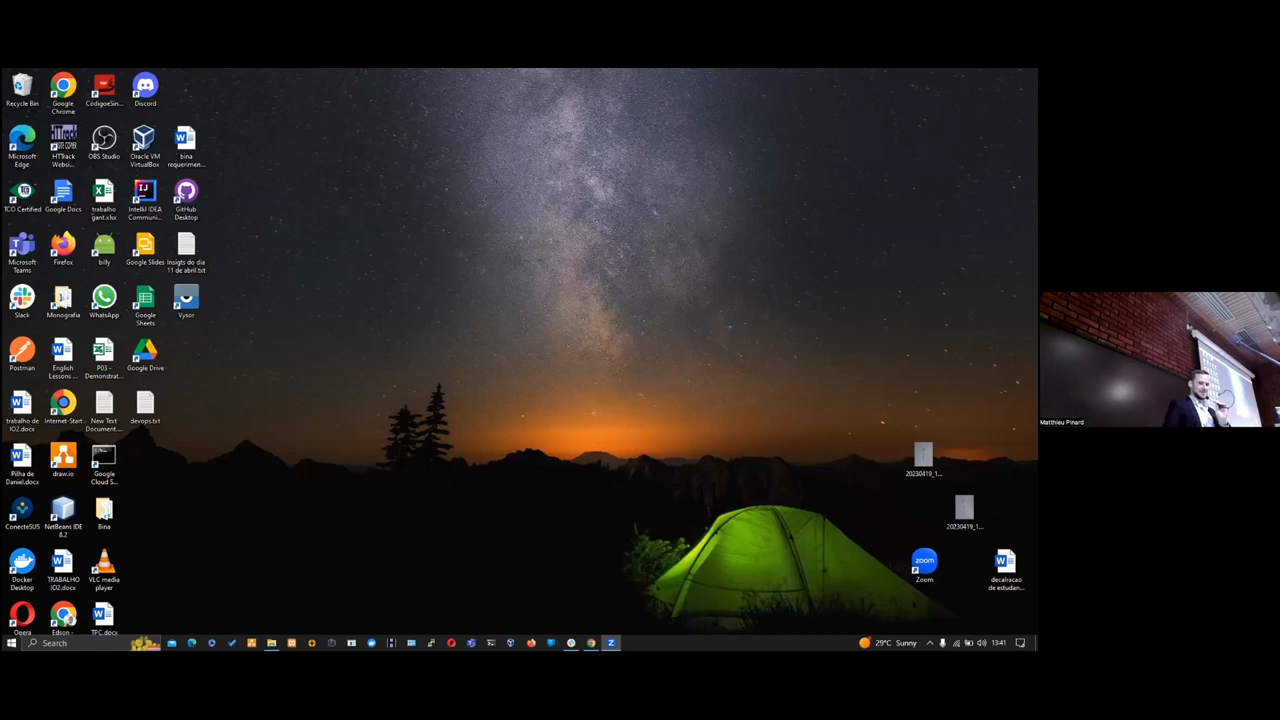 Recycle Bin
Google
Chrome
CódigoeSin...
Discord
Microsoft
Edge
HTTrack
Websi...
OBS Studio
Oracle VM
VirtualBox
bina
requerimen...
TCO Certified
Google Docs
trabalho
gant.xlsx
IntelliJ IDEA
Communi...
GitHub
Desktop
Microsoft
Teams
Firefox
billy
Google Slides
Insigts do dia
11 de abril.txt
Slack
Monografia
WhatsApp
Google
Sheets
Vysor
Postman
English
Lessons ...
P03 -
Demonstrat...
Google Drive
trabalho de
IO2.docx
Internet-Start...
New Text
Document....
devops.txt
Pilha de
Daniel.docx
draw.io
Google
Cloud S...
20230419_1...
ConecteSUS
NetBeans IDE
8.2
Bina
20230419_1...
Docker
Desktop
TRABALHO
IO2.docx
VLC media
player
zoom
Zoom
decalracao
de estudan...
Opera
Edson -
TPC.docx
Search
29°C Sunny
13:41
Matthieu Pinard